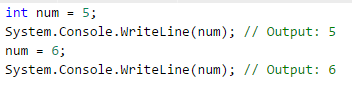 int num = 5;
System.Console.WriteLine(num); // Output: 5
num = 6;
System.Console.WriteLine(num); // Output: 6